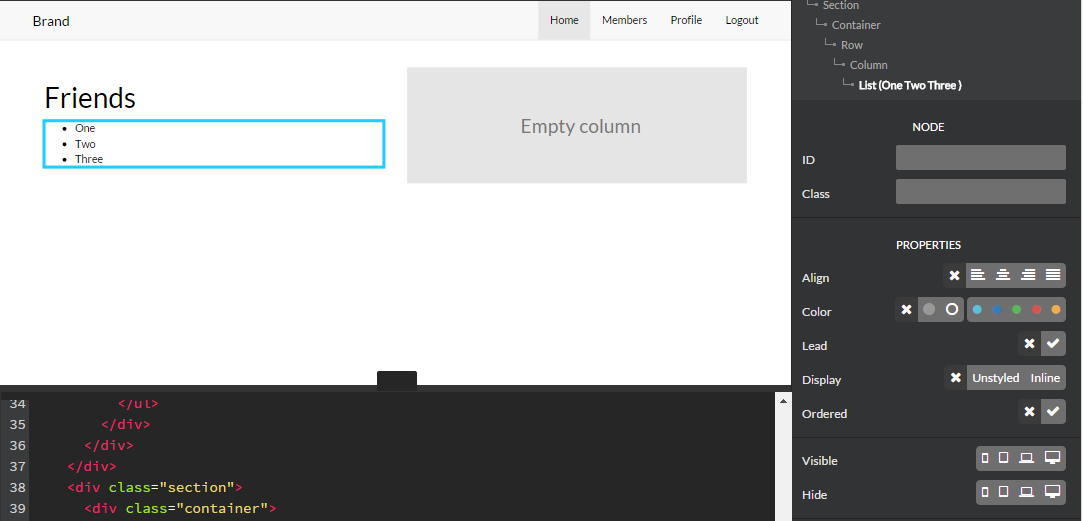 Brand
Home Members Profile Logout
Friends
One
Two
Three
Empty column
34 </ul>
35 </div>
36 </div>
37 </div>
38 <div class="section">
39 <div class="container">
Section
Container
Row
Column
List (One Two Three )
NODE
ID
Class
PROPERTIES
Align
Color
Lead
Display Unstyled Inline
Ordered
Visible
Hide